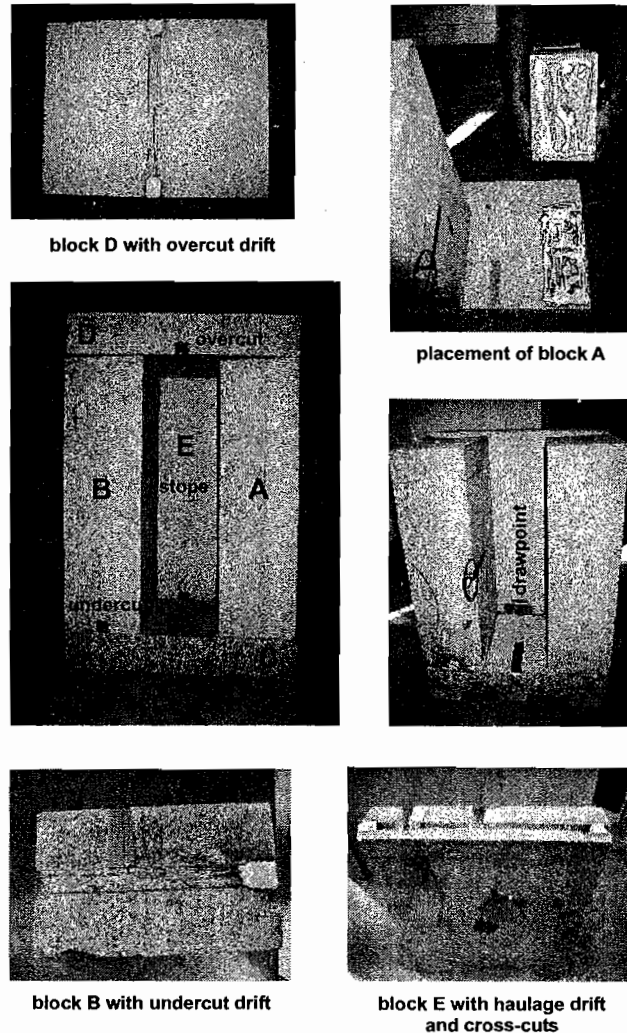 block D with overcut drift
A
placement of block A
D
overcut
E
B
stope
A
undercut
drawpoint
block B with undercut drift
block E with haulage drift
and cross-cuts